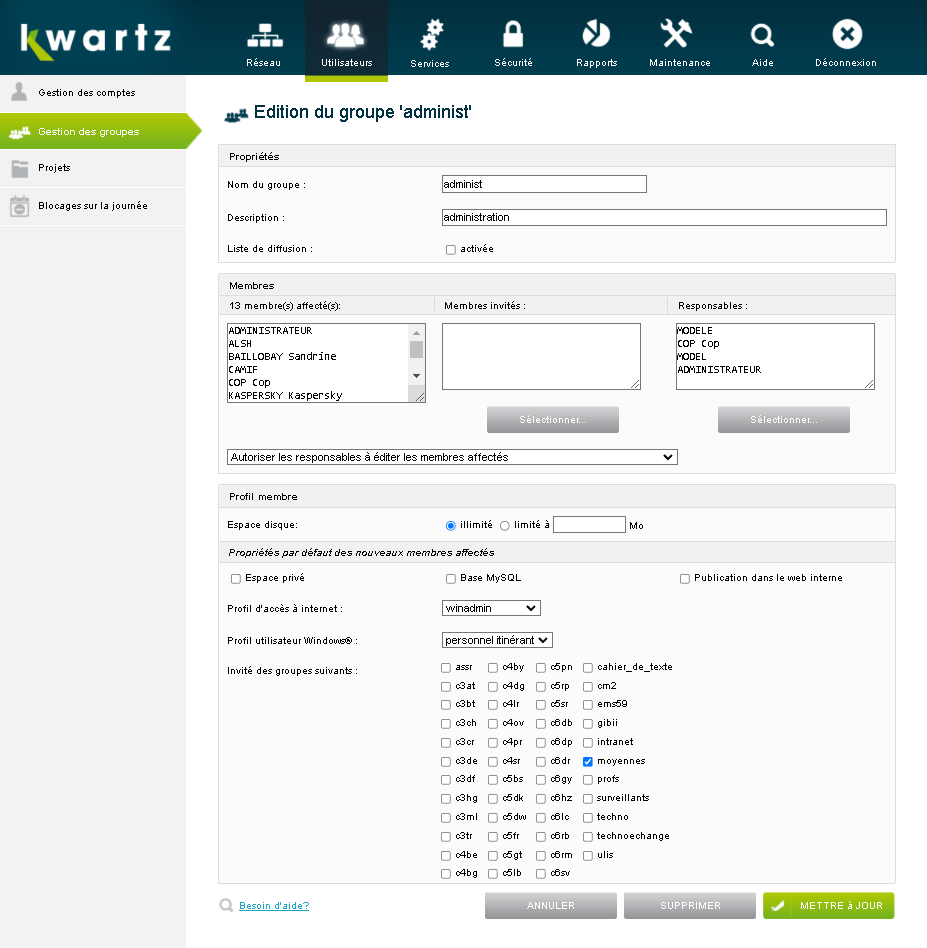 kwartz
Réseau Utilisateurs Services Sécurité Rapports Maintenance Aide Déconnexion
Gestion des comptes
Gestion des groupes
Projets
Blocages sur la journée
Edition du groupe 'administ'
Propriétés
Nom du groupe : administ
Description : administration
Liste de diffusion : activée
Membres
13 membre(s) affecté(s): Membres invités : Responsables :
ADMINISTRATEUR
ALSH
BAILLOBAY Sandrine
CAMIF
COP Cop
KASPERSKY Kaspersky
MODELE
COP Cop
MODEL
ADMINISTRATEUR
Sélectionner... Sélectionner...
Autoriser les responsables à éditer les membres affectés
Profil membre
Espace disque: illimité limité à Mo
Propriétés par défaut des nouveaux membres affectés
Espace privé Base MySQL Publication dans le web interne
Profil d'accès à internet : winadmin
Profil utilisateur Windows® : personnel itinérant
Invité des groupes suivants : assr c4by c5pn cahier_de_texte
c3at c4dg c5rp cm2
c3bt c4lr c5sr ems59
c3ch c4ov c6db gibii
c3cr c4pr c6dp intranet
c3de c4sr c6dr moyennes
c3df c5bs c6gy profs
c3hg c5dk c6hz surveillants
c3ml c5dw c6lc techno
c3tr c5fr c6rb technoechange
c4be c5gt c6rm ulis
c4bg c5lb c6sv
Besoin d'aide? ANNULER SUPPRIMER METTRE à JOUR